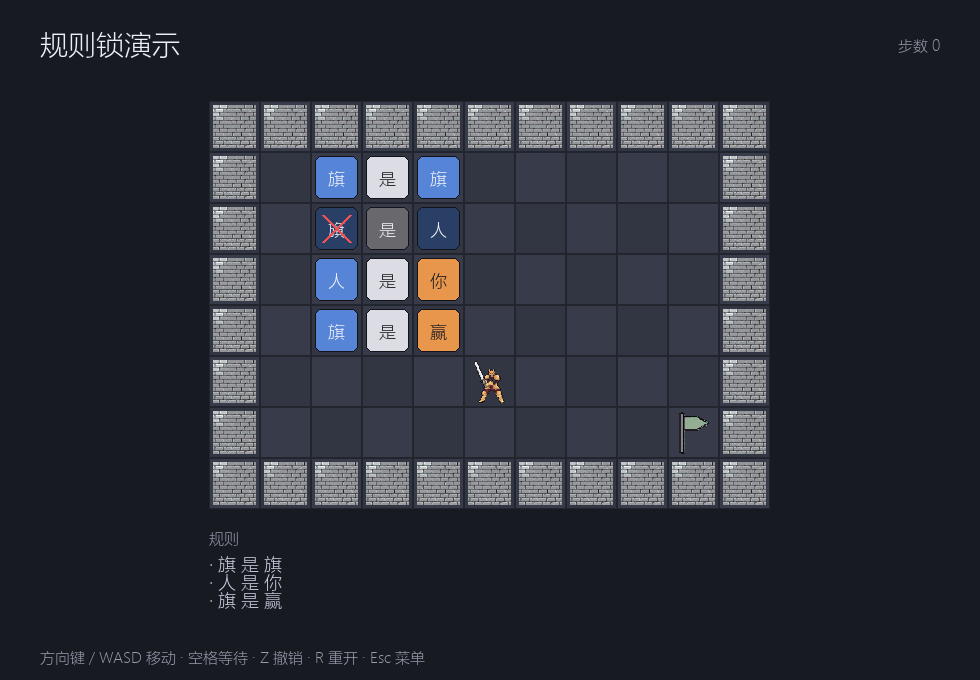 规则锁演示
步数 0
旗 是 旗
旗 是 人
人 是 你
旗 是 赢
规则
· 旗 是 旗
· 人 是 你
· 旗 是 赢
方向键 / WASD 移动 · 空格等待 · Z 撤销 · R 重开 · Esc 菜单